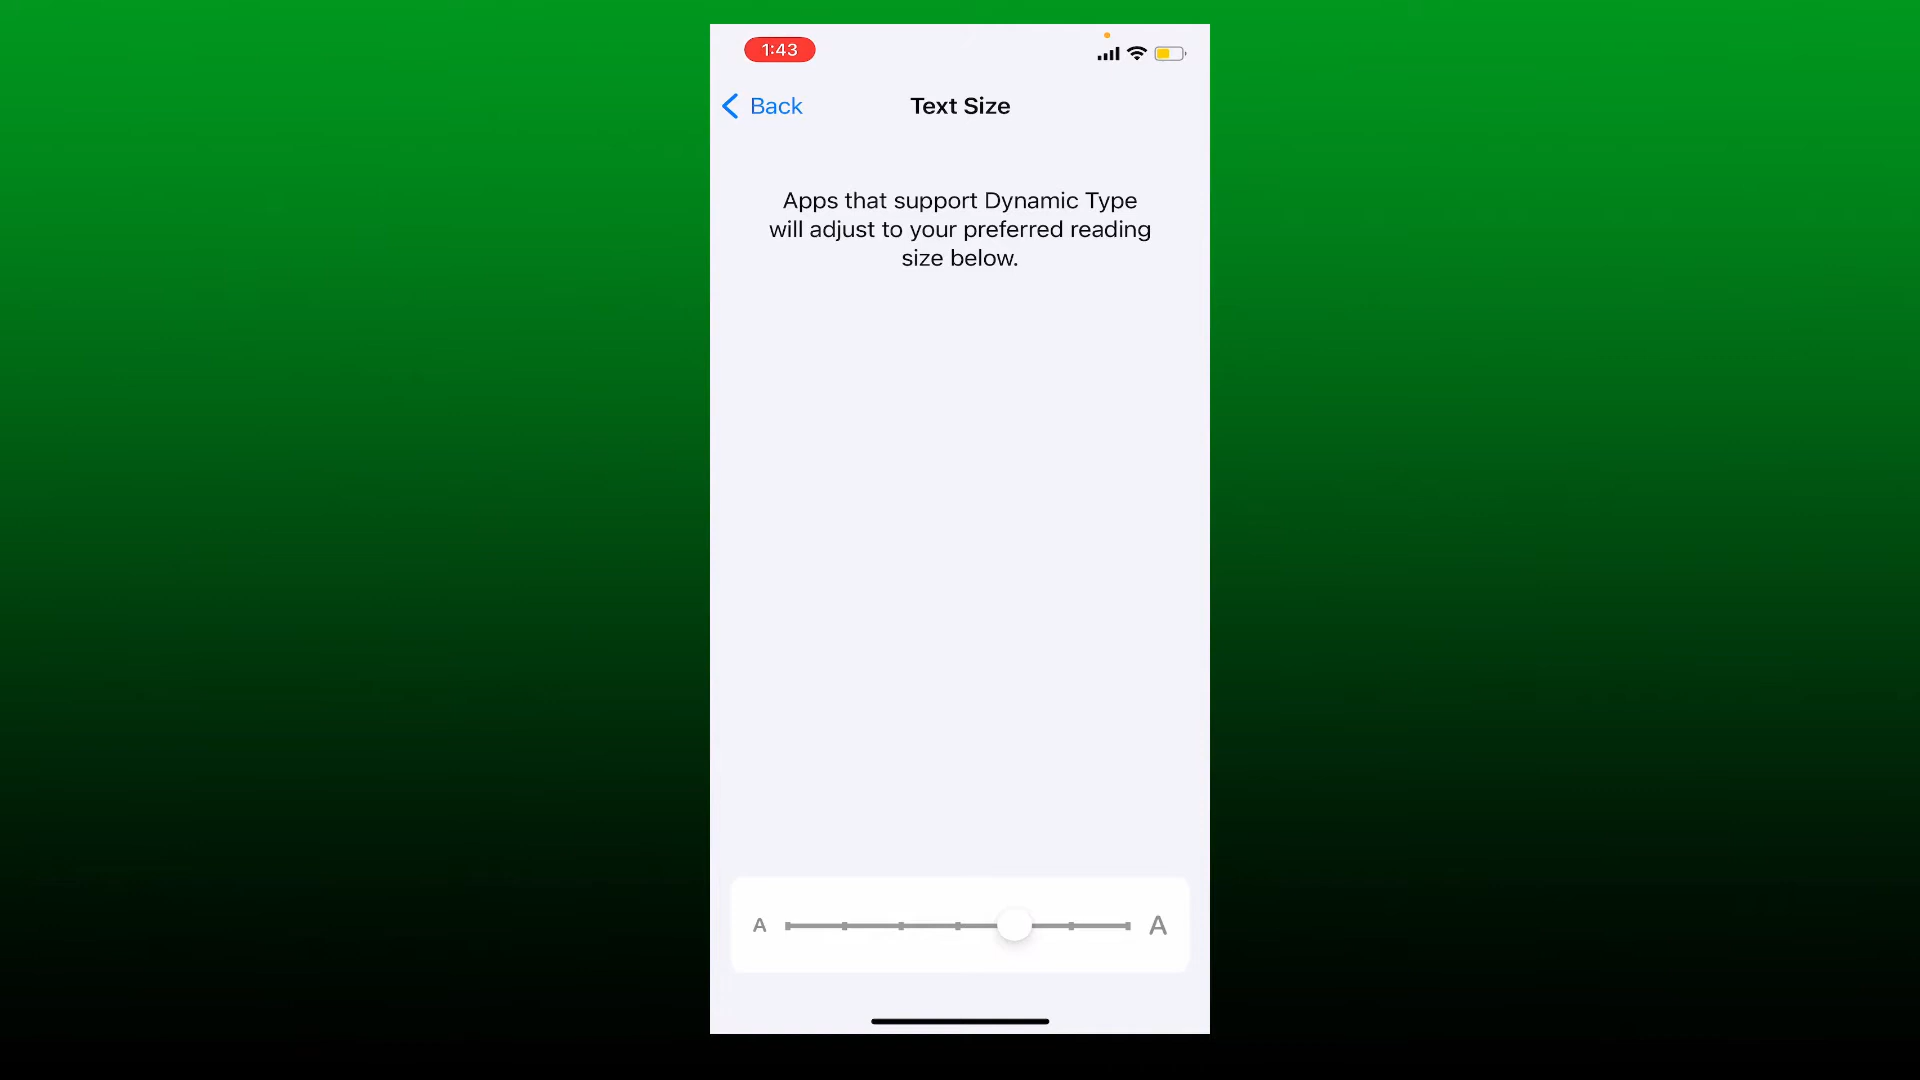 1:43
Back
Text Size
Apps that support Dynamic Type
will adjust to your preferred reading
size below.
A A